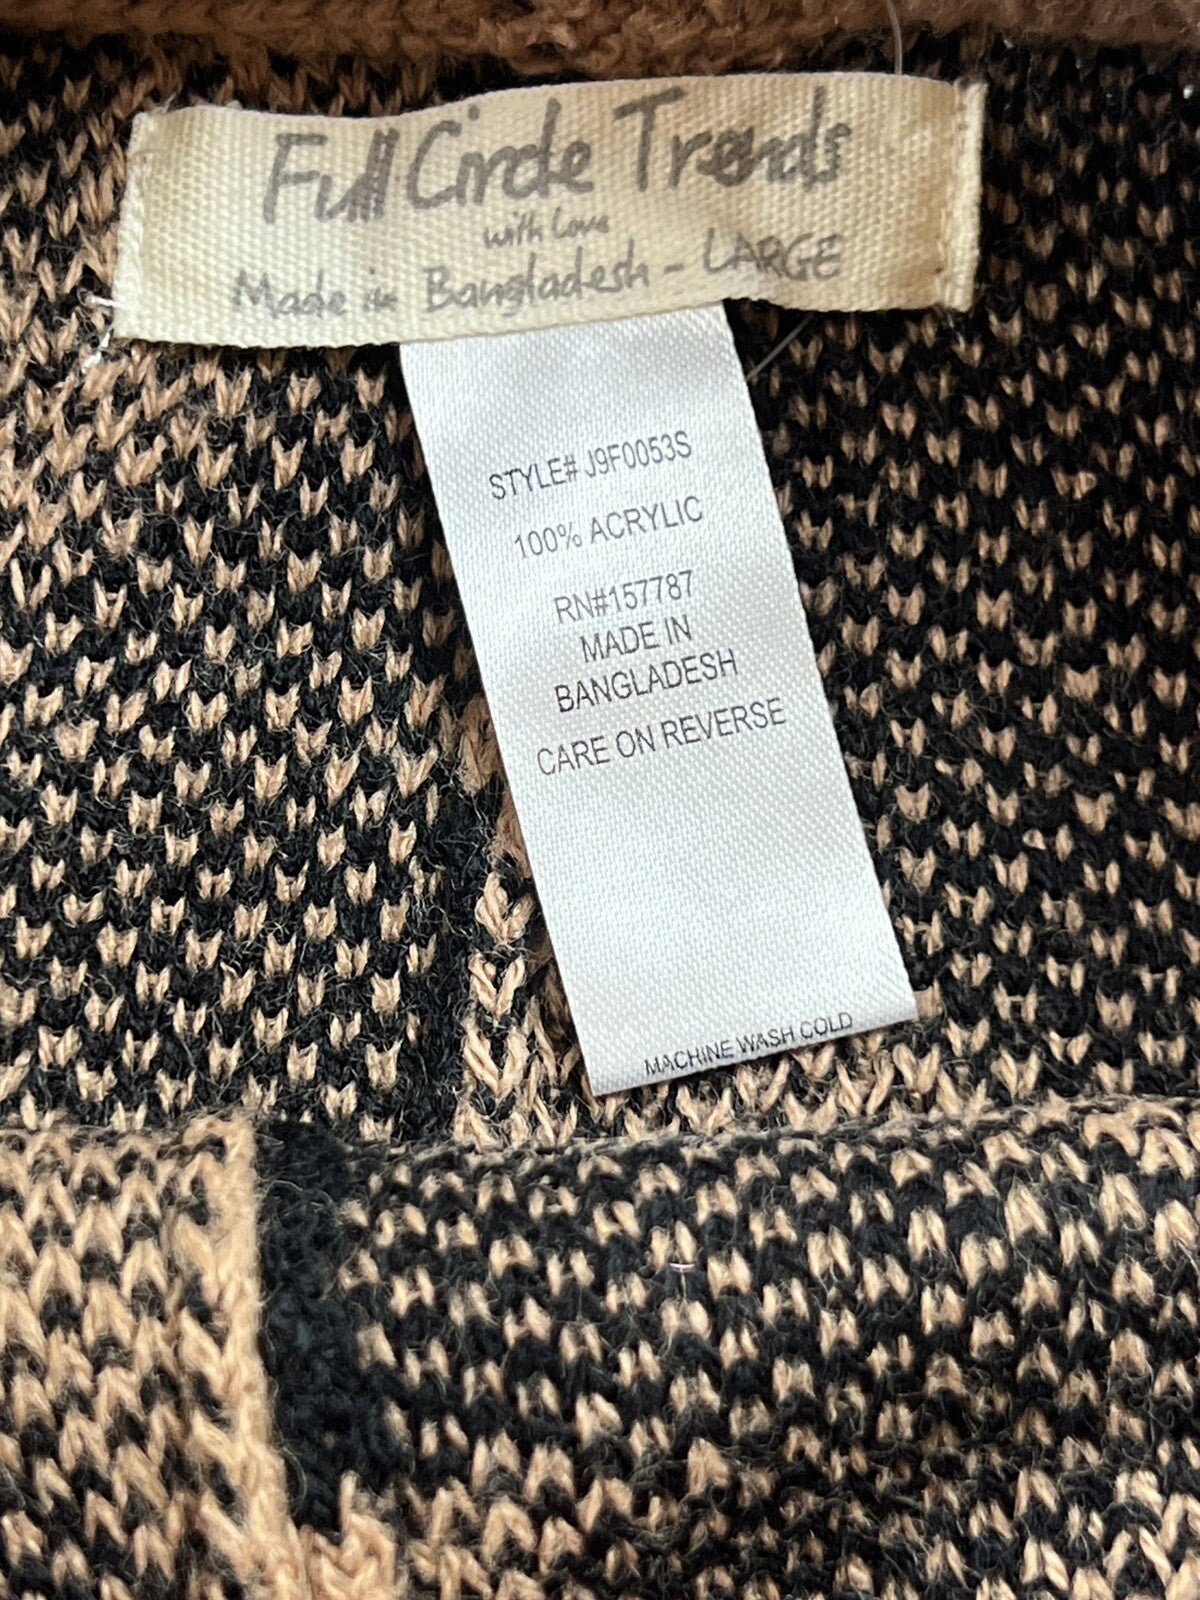 Full Circle Trends
with Love
Made in Bangladesh - LARGE
STYLE# J9F0053S
100% ACRYLIC
RN#157787
MADE IN
BANGLADESH
CARE ON REVERSE
MACHINE WASH COLD